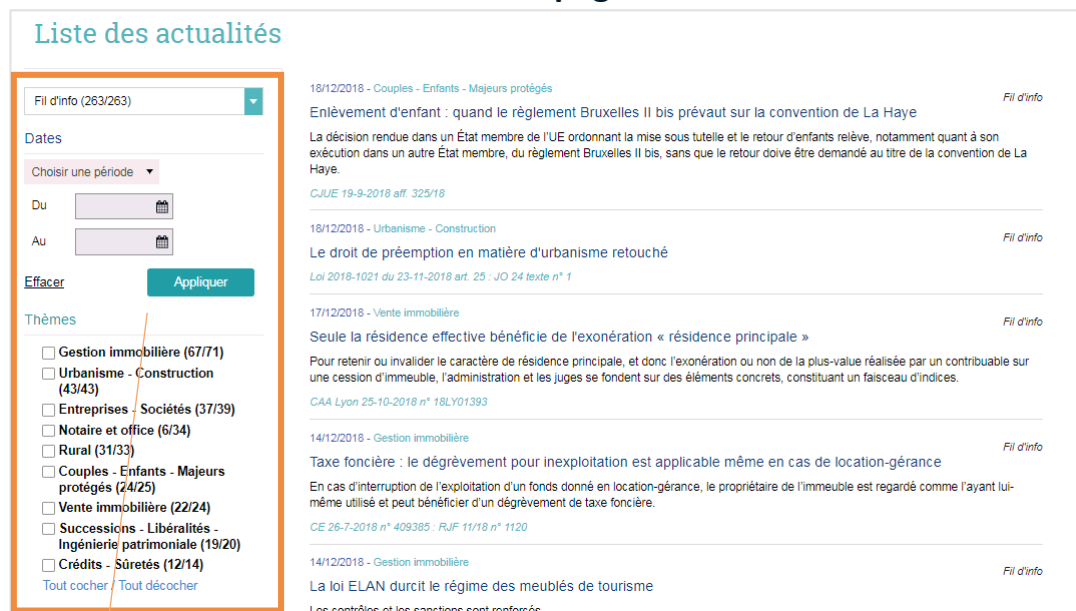 Liste des actualités
Fil d'info (263/263)
Dates
Choisir une période
Du
Au
Effacer
Appliquer
Thèmes
Gestion immobilière (67/71)
Urbanisme - Construction
(43/43)
Entreprises - Sociétés (37/39)
Notaire et office (6/34)
Rural (31/33)
Couples - Enfants - Majeurs
protégés (24/25)
Vente immobilière (22/24)
Successions - Libéralités -
Ingénierie patrimoniale (19/20)
Crédits - Sûretés (12/14)
Tout cocher / Tout décocher
18/12/2018 - Couples - Enfants - Majeurs protégés
Fil d'info
Enlèvement d'enfant : quand le règlement Bruxelles II bis prévaut sur la convention de La Haye
La décision rendue dans un État membre de l'UE ordonnant la mise sous tutelle et le retour d'enfants relève, notamment quant à son
exécution dans un autre État membre, du règlement Bruxelles II bis, sans que le retour doive être demandé au titre de la convention de La
Haye.
CJUE 19-9-2018 aff. 325/18
18/12/2018 - Urbanisme - Construction
Fil d'info
Le droit de préemption en matière d'urbanisme retouché
Loi 2018-1021 du 23-11-2018 art. 25 : JO 24 texte n° 1
17/12/2018 - Vente immobilière
Fil d'info
Seule la résidence effective bénéficie de l'exonération « résidence principale »
Pour retenir ou invalider le caractère de résidence principale, et donc l'exonération ou non de la plus-value réalisée par un contribuable sur
une cession d'immeuble, l'administration et les juges se fondent sur des éléments concrets, constituant un faisceau d'indices.
CAA Lyon 25-10-2018 n° 18LY01393
14/12/2018 - Gestion immobilière
Fil d'info
Taxe foncière : le dégrèvement pour inexploitation est applicable même en cas de location-gérance
En cas d'interruption de l'exploitation d'un fonds donné en location-gérance, le propriétaire de l'immeuble est regardé comme l'ayant lui-
même utilisé et peut bénéficier d'un dégrèvement de taxe foncière.
CE 26-7-2018 n° 409385 : RJF 11/18 n° 1120
14/12/2018 - Gestion immobilière
Fil d'info
La loi ELAN durcit le régime des meublés de tourisme
Les contrôles et les sanctions sont renforcés